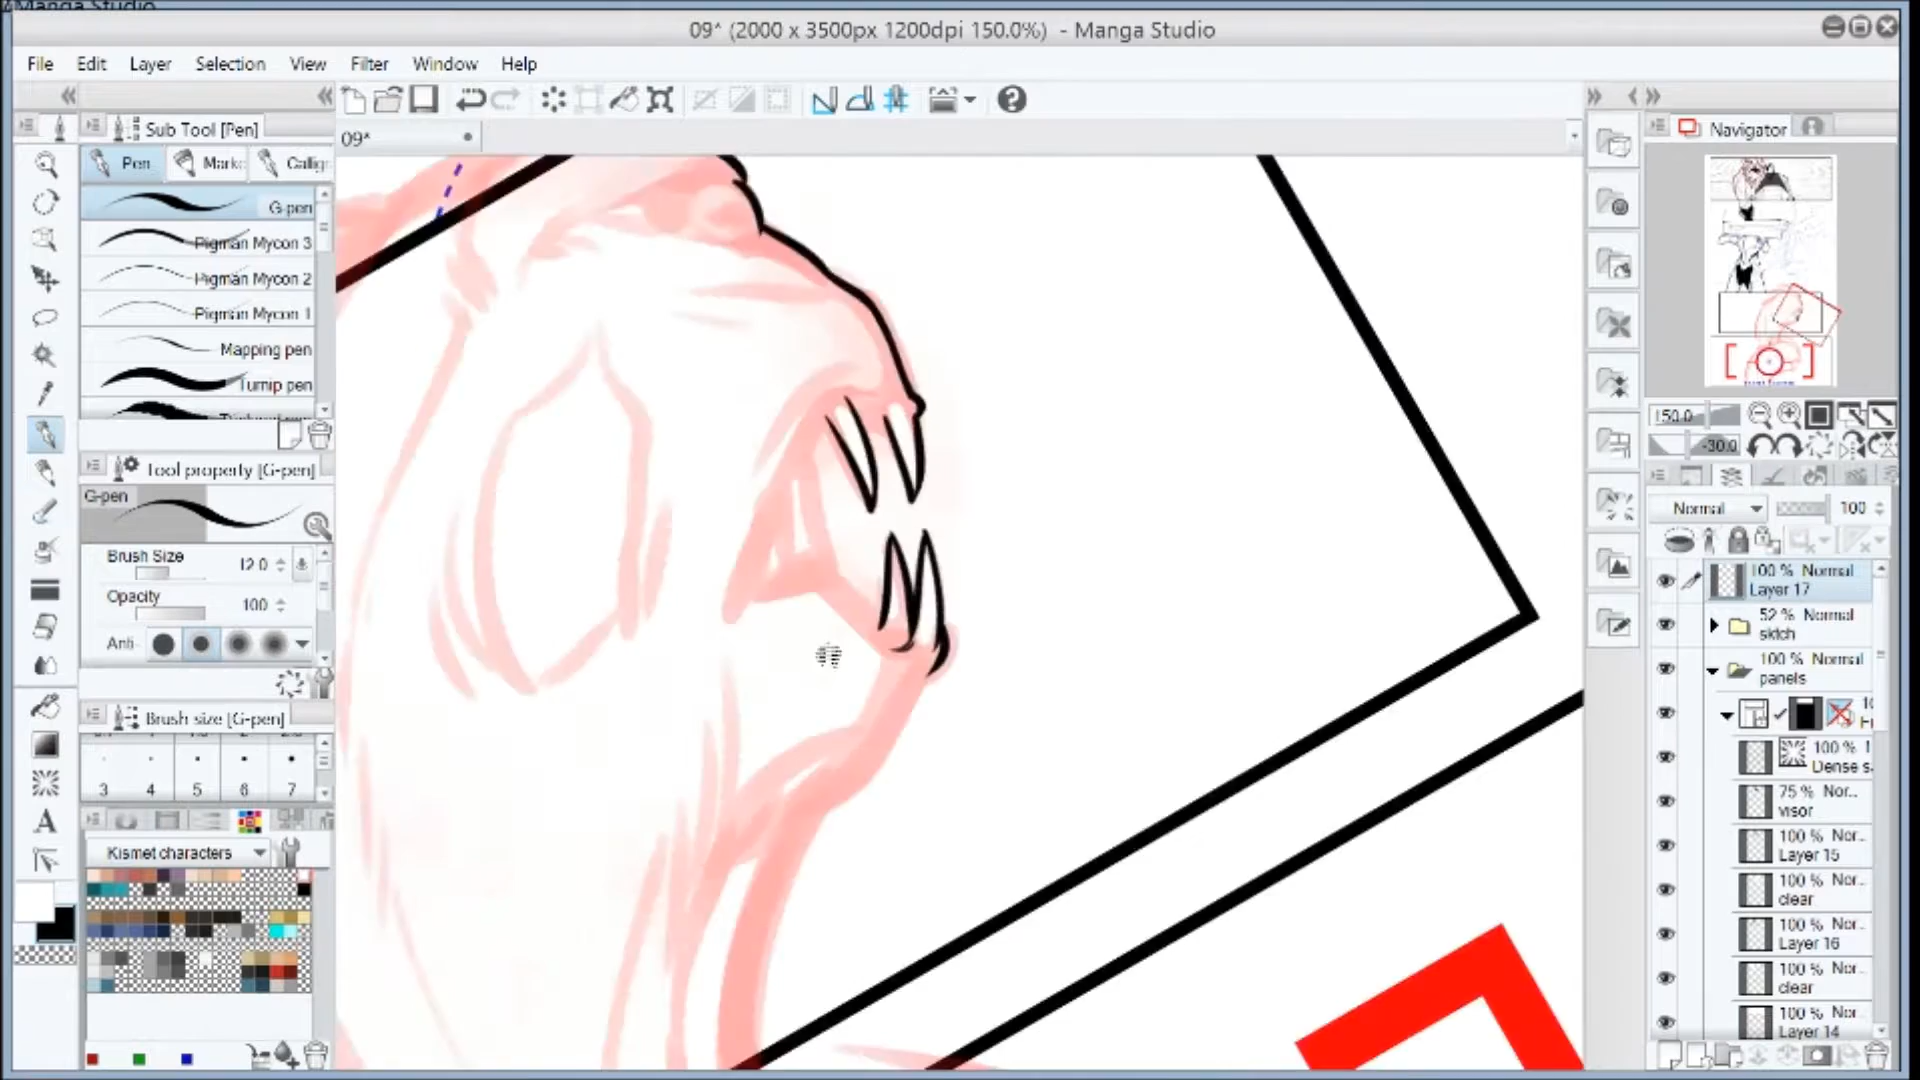 Manga Studio
09* (2000 x 3500px 1200dpi 150.0%) - Manga Studio
File Edit Layer Selection View Filter Window Help
09*
Sub Tool [Pen]
Pen Marke Calligr
G-pen
Pigman Mycon 3
Pigman Mycon 2
Pigman Mycon 1
Mapping pen
Turnip pen
Tool property [G-pen]
G-pen
Brush Size 12.0
Opacity 100
Anti-
Brush size [G-pen]
3 4 5 6 7
Kismet characters
Navigator
150.0
-30.0
Normal 100
100 % Normal
Layer 17
52 % Normal
sktch
100 % Normal
panels
100 % 1
Dense s
75 % Nor...
visor
100 % Nor...
Layer 15
100 % Nor...
clear
100 % Nor...
Layer 16
100 % Nor...
clear
100 % Nor...
Layer 14